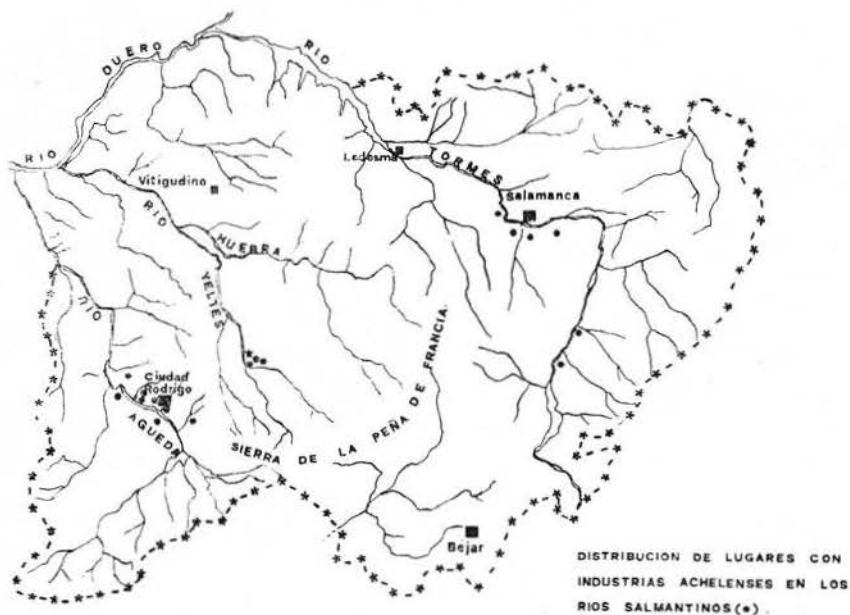 DUERO
RIO
RIO
Ledesma
TORMES
Vitigudino
Salamanca
RIO
HUEBRA
YELTES
RIO
Ciudad
Rodrigo
AGUEDA
SIERRA DE LA PEÑA DE FRANCIA
Bejar
DISTRIBUCION DE LUGARES CON
INDUSTRIAS ACHELENSES EN LOS
RIOS SALMANTINOS (•).